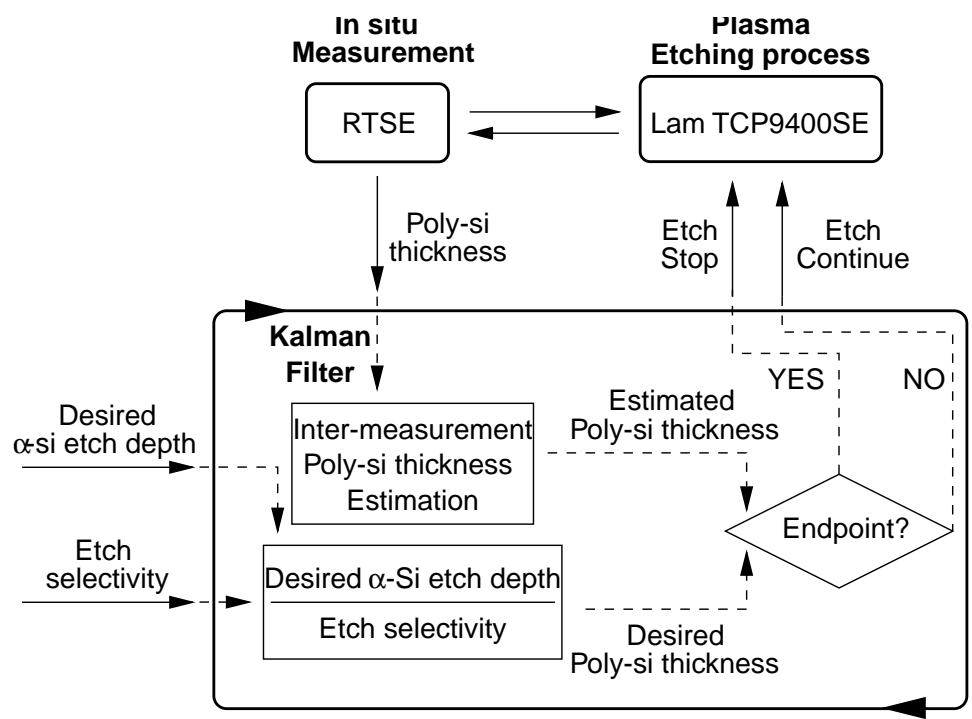 In situ
Measurement
Plasma
Etching process
RTSE
Lam TCP9400SE
Poly-si
thickness
Etch
Stop
Etch
Continue
Kalman
Filter
YES
NO
Desired
α-si etch depth
Inter-measurement
Poly-si thickness
Estimation
Estimated
Poly-si thickness
Endpoint?
Etch
selectivity
Desired α-Si etch depth
Etch selectivity
Desired
Poly-si thickness